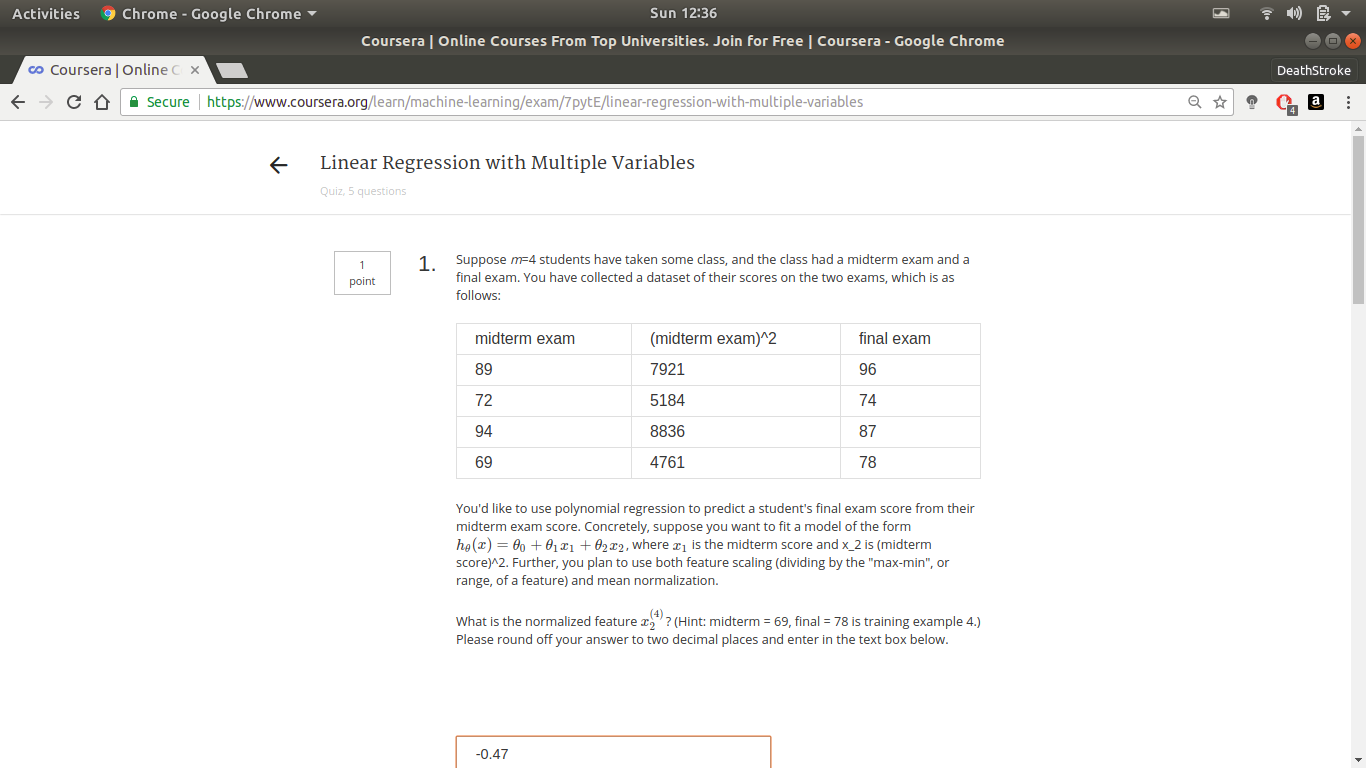 Activities Chrome - Google Chrome Sun 12:36
Coursera | Online Courses From Top Universities. Join for Free | Coursera - Google Chrome
Coursera | Online C DeathStroke
Secure https://www.coursera.org/learn/machine-learning/exam/7pytE/linear-regression-with-multiple-variables 4
Linear Regression with Multiple Variables
Quiz, 5 questions
1 point
1. Suppose m=4 students have taken some class, and the class had a midterm exam and a
final exam. You have collected a dataset of their scores on the two exams, which is as
follows:
midterm exam (midterm exam)^2 final exam
89 7921 96
72 5184 74
94 8836 87
69 4761 78
You'd like to use polynomial regression to predict a student's final exam score from their
midterm exam score. Concretely, suppose you want to fit a model of the form
hθ(x) = θ0 + θ1x1 + θ2x2, where x1 is the midterm score and x_2 is (midterm
score)^2. Further, you plan to use both feature scaling (dividing by the "max-min", or
range, of a feature) and mean normalization.
What is the normalized feature x2(4)? (Hint: midterm = 69, final = 78 is training example 4.)
Please round off your answer to two decimal places and enter in the text box below.
-0.47